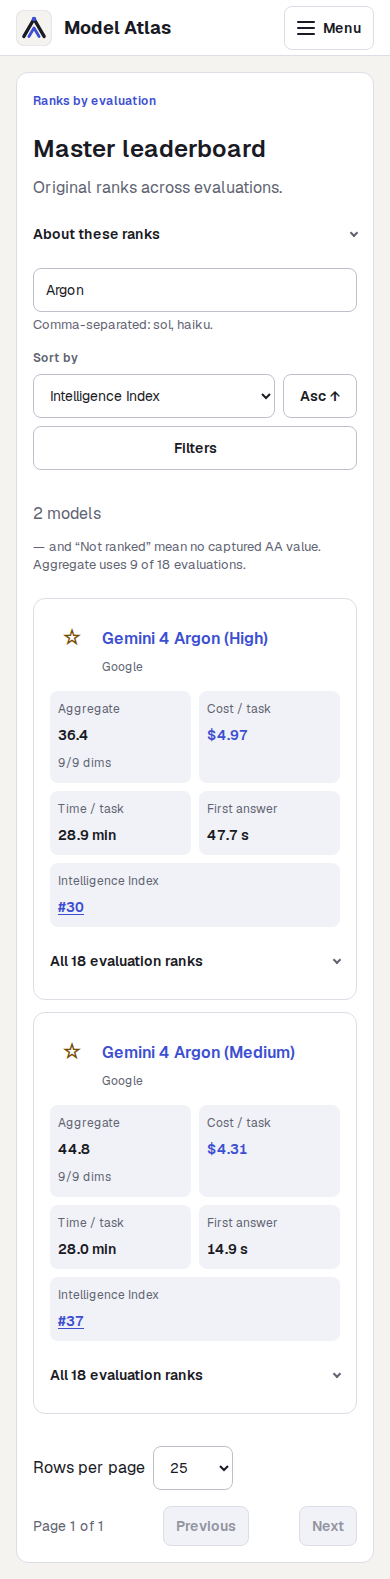 Model Atlas
Menu
Ranks by evaluation
Master leaderboard
Original ranks across evaluations.
About these ranks
Argon
Comma-separated: sol, haiku.
Sort by
Intelligence Index
Asc ↑
Filters
2 models
— and “Not ranked” mean no captured AA value.
Aggregate uses 9 of 18 evaluations.
☆ Gemini 4 Argon (High)
Google
Aggregate
36.4
9/9 dims
Cost / task
$4.97
Time / task
28.9 min
First answer
47.7 s
Intelligence Index
#30
All 18 evaluation ranks
☆ Gemini 4 Argon (Medium)
Google
Aggregate
44.8
9/9 dims
Cost / task
$4.31
Time / task
28.0 min
First answer
14.9 s
Intelligence Index
#37
All 18 evaluation ranks
Rows per page 25
Page 1 of 1
Previous
Next